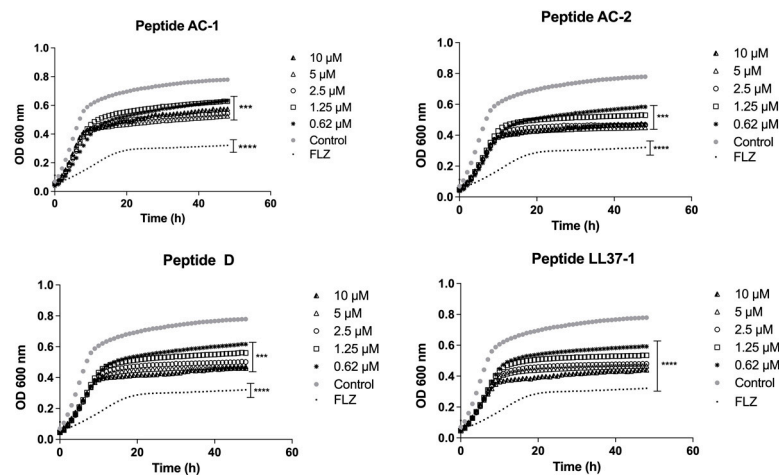 Peptide AC-1
OD 600 nm
1.0
0.8
0.6
0.4
0.2
0.0
0
20
40
60
Time (h)
***
****
10 µM
5 µM
2.5 µM
1.25 µM
0.62 µM
Control
FLZ
Peptide AC-2
OD 600 nm
1.0
0.8
0.6
0.4
0.2
0.0
0
20
40
60
Time (h)
***
****
10 µM
5 µM
2.5 µM
1.25 µM
0.62 µM
Control
FLZ
Peptide D
OD 600 nm
1.0
0.8
0.6
0.4
0.2
0.0
0
20
40
60
Time (h)
***
****
10 µM
5 µM
2.5 µM
1.25 µM
0.62 µM
Control
FLZ
Peptide LL37-1
OD 600 nm
1.0
0.8
0.6
0.4
0.2
0.0
0
20
40
60
Time (h)
****
10 µM
5 µM
2.5 µM
1.25 µM
0.62 µM
Control
FLZ